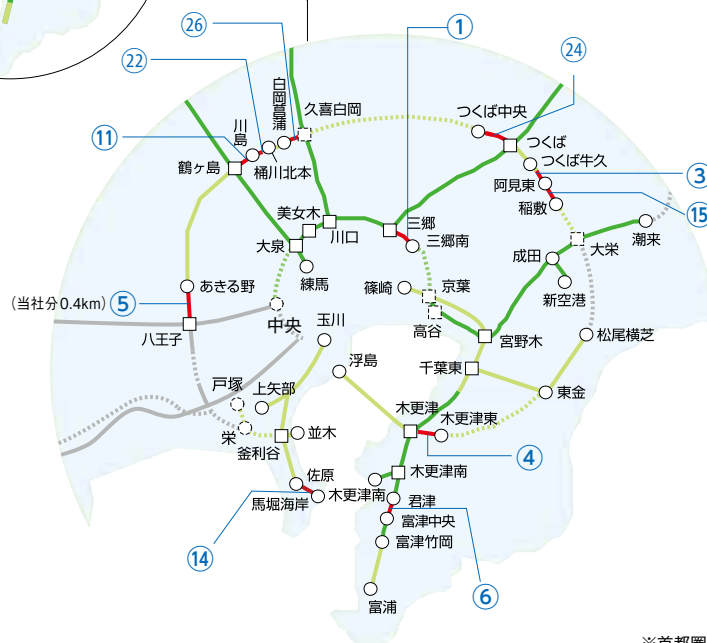 26
①
22
24
白岡菖蒲
久喜白岡
つくば中央
⑪
川島
つくば
桶川北本
つくば牛久
③
鶴ヶ島
阿見東
⑮
稲敷
美女木
川口
三郷
潮来
大泉
三郷南
大栄
練馬
成田
あきる野
篠崎
京葉
新空港
(当社分0.4km)
⑤
中央
高谷
八王子
玉川
宮野木
松尾横芝
浮島
千葉東
戸塚
上矢部
東金
木更津
木更津東
栄
並木
釜利谷
④
佐原
木更津南
馬堀海岸
木更津南
君津
富津中央
⑭
富津竹岡
⑥
富浦
※首都圏